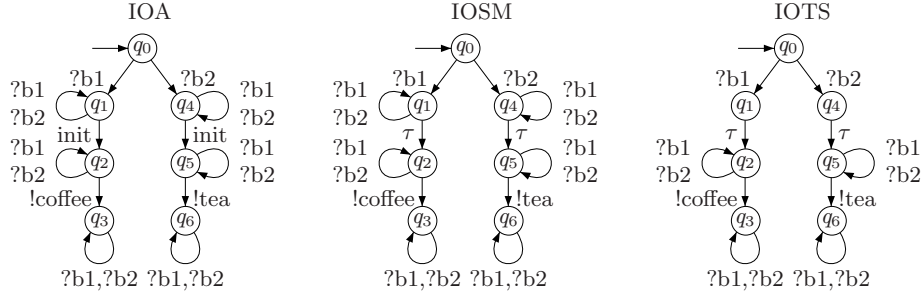 IOA IOSM IOTS
q0 q0 q0
?b1 ?b2 ?b1 ?b2 ?b1 ?b2
?b1 q1 q4 ?b1 ?b1 q1 q4 ?b1 q1 q4
?b2 ?b2 ?b2 ?b2
init init τ τ τ τ
?b1 ?b1 ?b1 ?b1 ?b1 ?b1
q2 q5 q2 q5 q2 q5
?b2 ?b2 ?b2 ?b2 ?b2 ?b2
!coffee !tea !coffee !tea !coffee !tea
q3 q6 q3 q6 q3 q6
?b1,?b2 ?b1,?b2 ?b1,?b2 ?b1,?b2 ?b1,?b2 ?b1,?b2